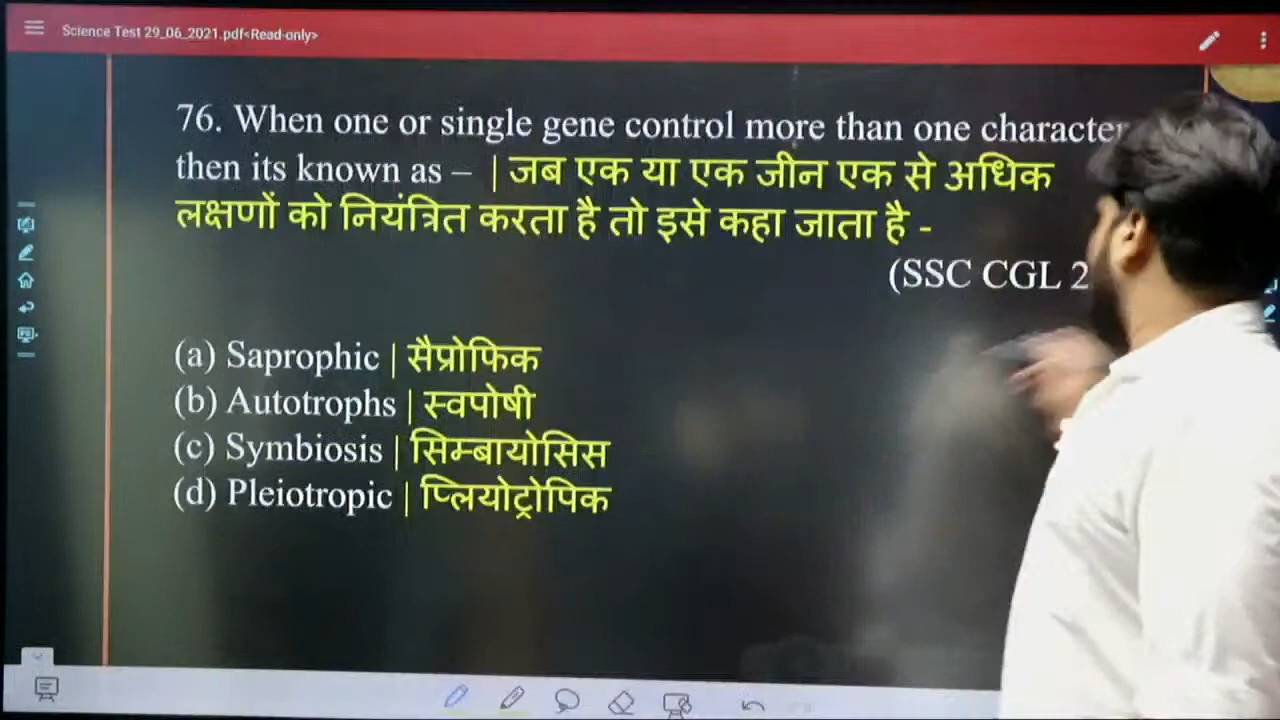 Science Test 29_06_2021.pdf<Read-only>
76. When one or single gene control more than one character
then its known as – | जब एक या एक जीन एक से अधिक
लक्षणों को नियंत्रित करता है तो इसे कहा जाता है -
(SSC CGL 2
(a) Saprophic | सैप्रोफिक
(b) Autotrophs | स्वपोषी
(c) Symbiosis | सिम्बायोसिस
(d) Pleiotropic | प्लियोट्रोपिक